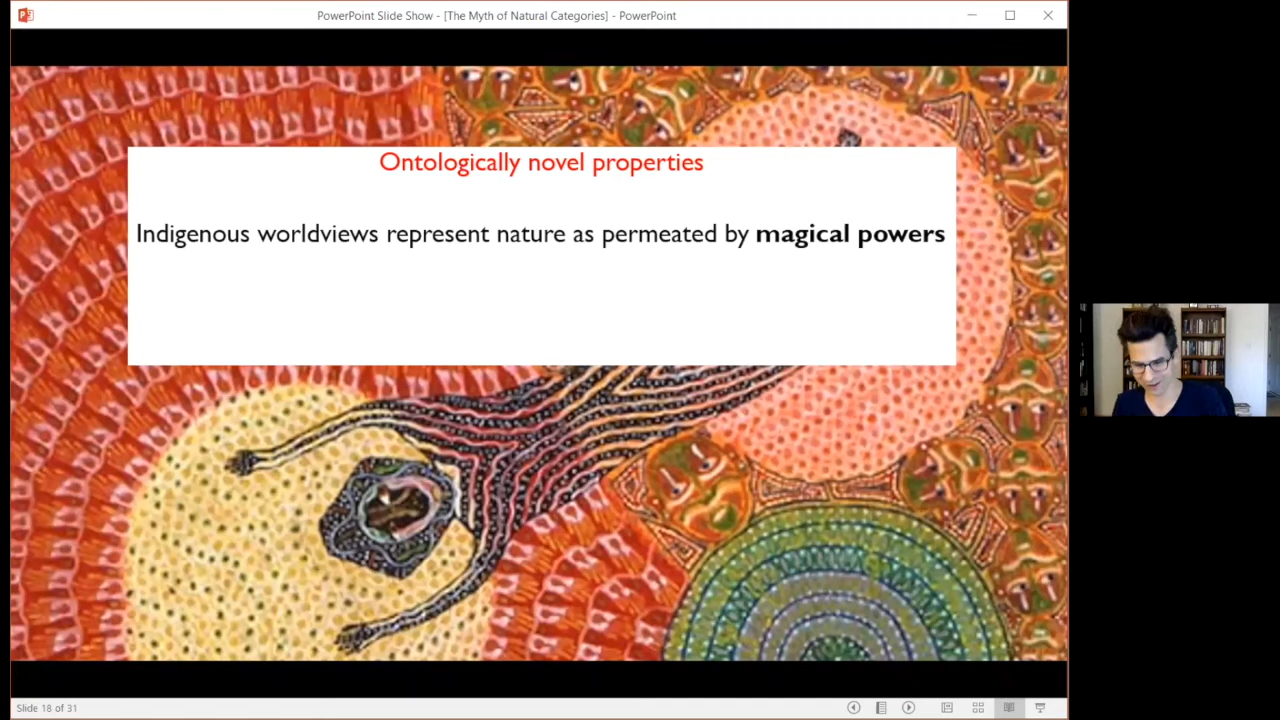 PowerPoint Slide Show - [The Myth of Natural Categories] - PowerPoint
Ontologically novel properties
Indigenous worldviews represent nature as permeated by magical powers
Slide 18 of 31